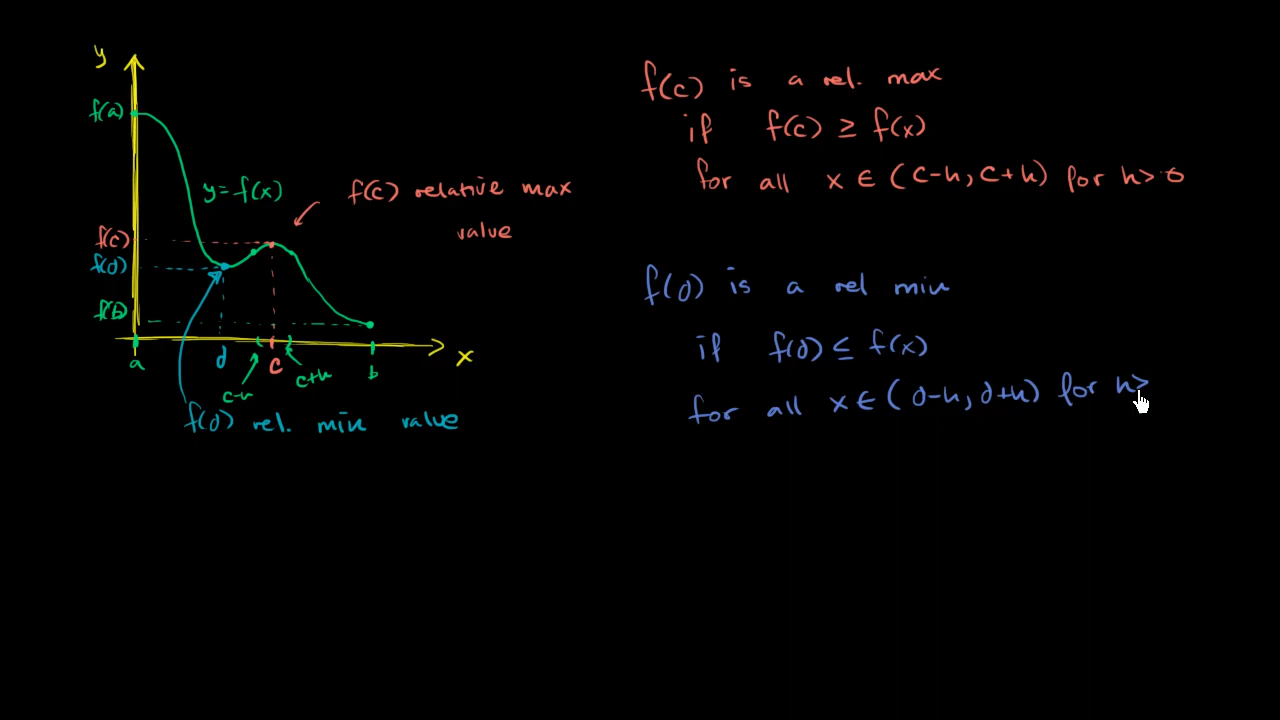 y
f(a)
y=f(x)
f(c) relative max
value
f(c)
f(d)
f(b)
a
d
c
b
x
c-h
c+h
f(d) rel. min value
f(c) is a rel. max
if f(c) ≥ f(x)
for all x ∈ (c-h, c+h) for h>0
f(d) is a rel min
if f(d) ≤ f(x)
for all x ∈ (d-h, d+h) for h>